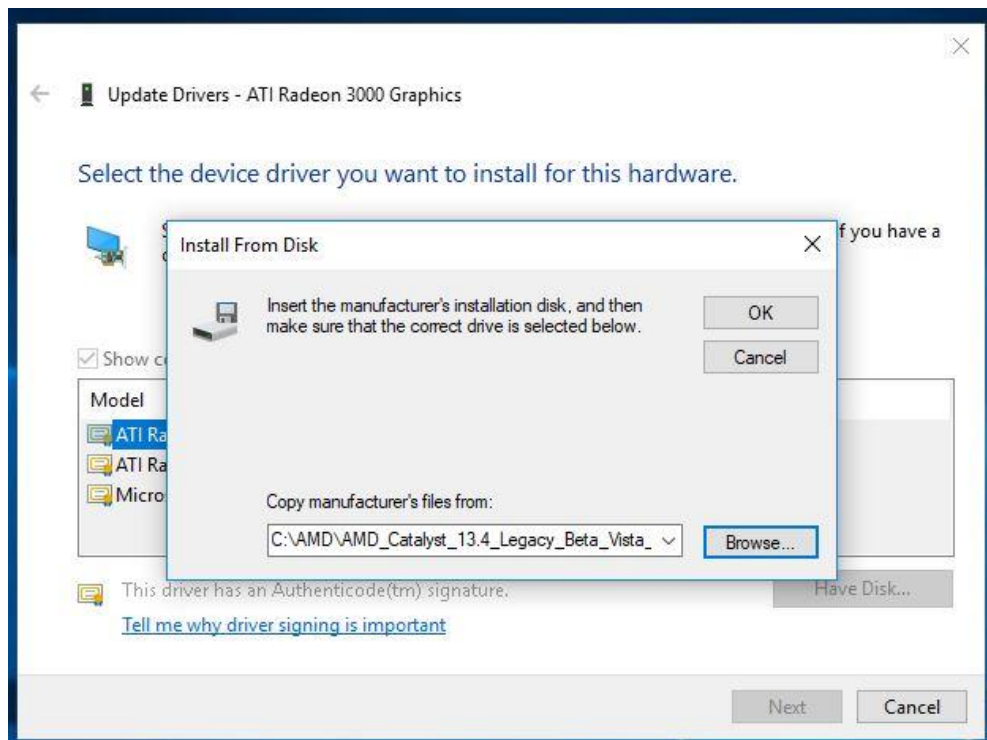 Update Drivers - ATI Radeon 3000 Graphics
Select the device driver you want to install for this hardware.
f you have a
Install From Disk
Insert the manufacturer's installation disk, and then
make sure that the correct drive is selected below.
OK
Cancel
Show c
Model
ATI Ra
ATI Ra
Micro
Copy manufacturer's files from:
C:\AMD\AMD_Catalyst_13.4_Legacy_Beta_Vista_
Browse...
This driver has an Authenticode(tm) signature.
Have Disk...
Tell me why driver signing is important
Next
Cancel